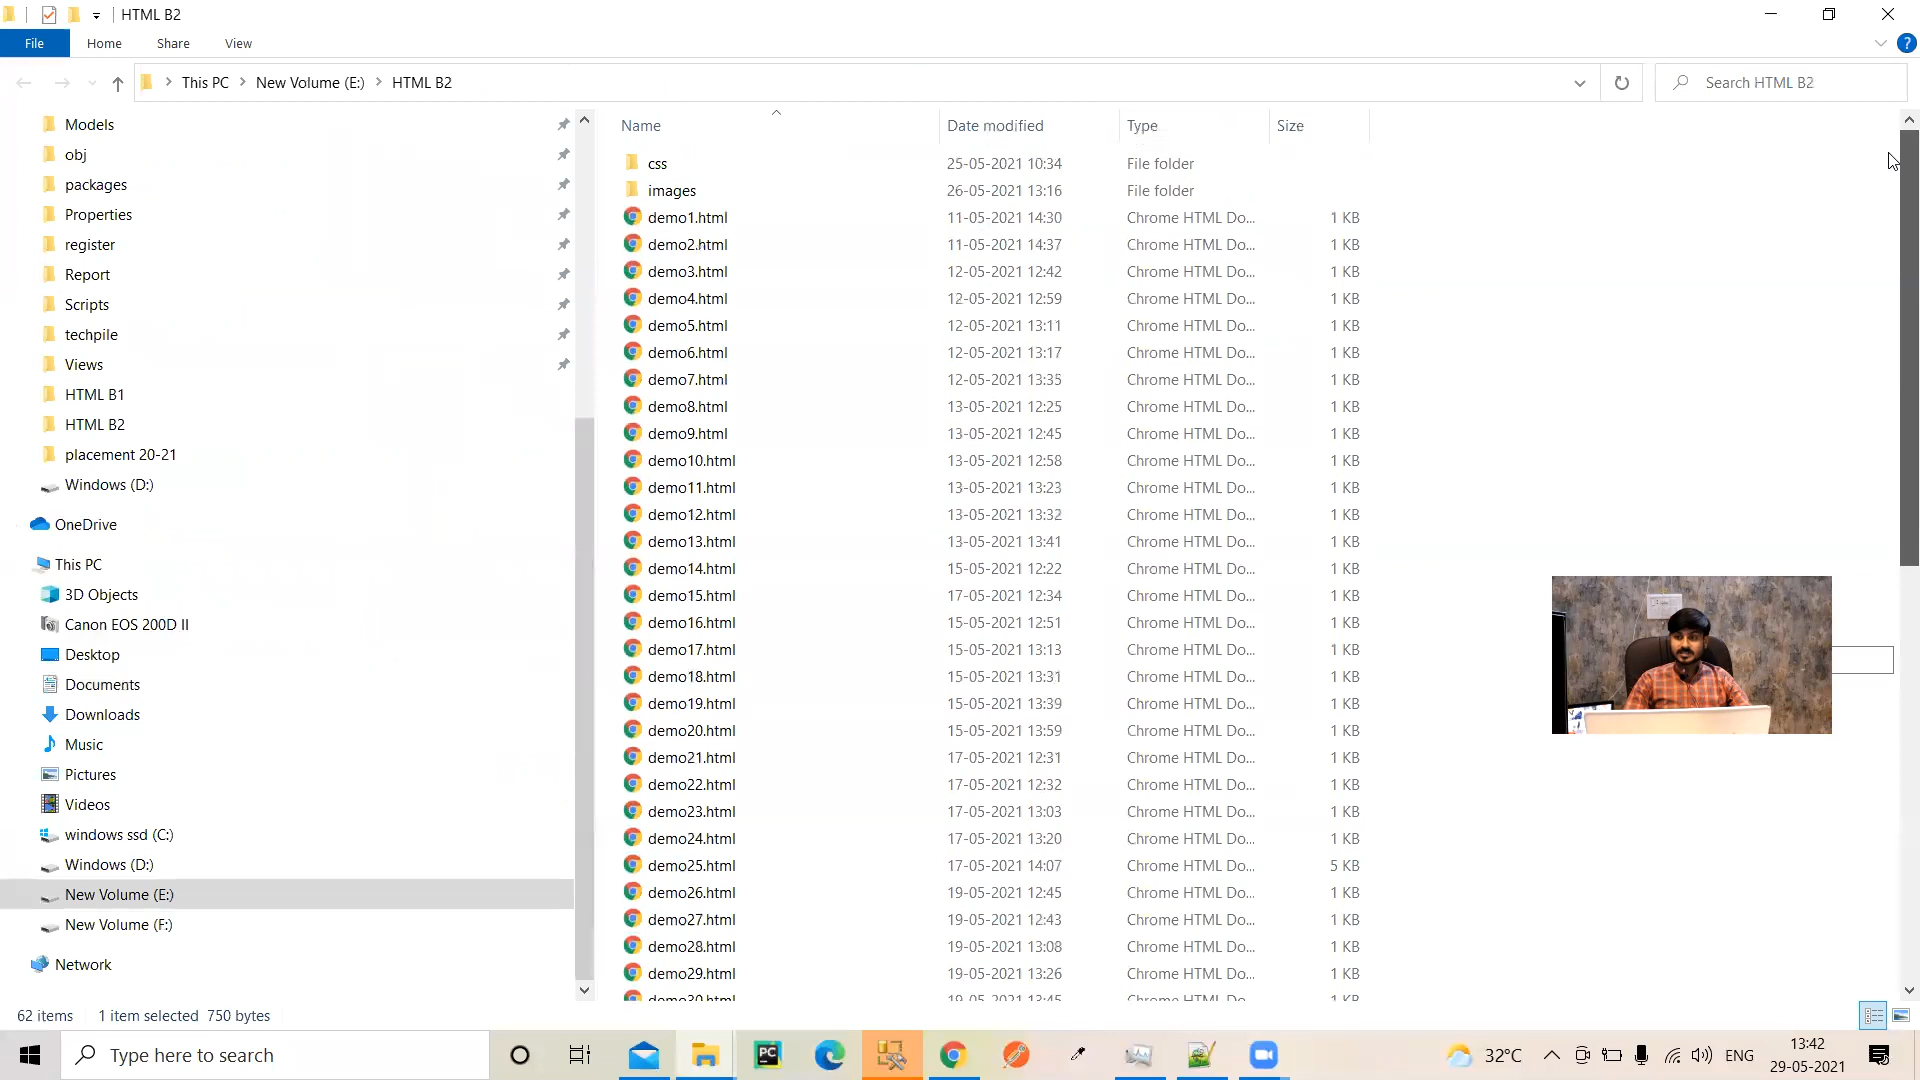 HTML B2
File Home Share View
This PC New Volume (E:) HTML B2 Search HTML B2
Models
obj
packages
Properties
register
Report
Scripts
techpile
Views
HTML B1
HTML B2
placement 20-21
Windows (D:)
OneDrive
This PC
3D Objects
Canon EOS 200D II
Desktop
Documents
Downloads
Music
Pictures
Videos
windows ssd (C:)
Windows (D:)
New Volume (E:)
New Volume (F:)
Network
Name Date modified Type Size
css 25-05-2021 10:34 File folder
images 26-05-2021 13:16 File folder
demo1.html 11-05-2021 14:30 Chrome HTML Do... 1 KB
demo2.html 11-05-2021 14:37 Chrome HTML Do... 1 KB
demo3.html 12-05-2021 12:42 Chrome HTML Do... 1 KB
demo4.html 12-05-2021 12:59 Chrome HTML Do... 1 KB
demo5.html 12-05-2021 13:11 Chrome HTML Do... 1 KB
demo6.html 12-05-2021 13:17 Chrome HTML Do... 1 KB
demo7.html 12-05-2021 13:35 Chrome HTML Do... 1 KB
demo8.html 13-05-2021 12:25 Chrome HTML Do... 1 KB
demo9.html 13-05-2021 12:45 Chrome HTML Do... 1 KB
demo10.html 13-05-2021 12:58 Chrome HTML Do... 1 KB
demo11.html 13-05-2021 13:23 Chrome HTML Do... 1 KB
demo12.html 13-05-2021 13:32 Chrome HTML Do... 1 KB
demo13.html 13-05-2021 13:41 Chrome HTML Do... 1 KB
demo14.html 15-05-2021 12:22 Chrome HTML Do... 1 KB
demo15.html 17-05-2021 12:34 Chrome HTML Do... 1 KB
demo16.html 15-05-2021 12:51 Chrome HTML Do... 1 KB
demo17.html 15-05-2021 13:13 Chrome HTML Do... 1 KB
demo18.html 15-05-2021 13:31 Chrome HTML Do... 1 KB
demo19.html 15-05-2021 13:39 Chrome HTML Do... 1 KB
demo20.html 15-05-2021 13:59 Chrome HTML Do... 1 KB
demo21.html 17-05-2021 12:31 Chrome HTML Do... 1 KB
demo22.html 17-05-2021 12:32 Chrome HTML Do... 1 KB
demo23.html 17-05-2021 13:03 Chrome HTML Do... 1 KB
demo24.html 17-05-2021 13:20 Chrome HTML Do... 1 KB
demo25.html 17-05-2021 14:07 Chrome HTML Do... 5 KB
demo26.html 19-05-2021 12:45 Chrome HTML Do... 1 KB
demo27.html 19-05-2021 12:43 Chrome HTML Do... 1 KB
demo28.html 19-05-2021 13:08 Chrome HTML Do... 1 KB
demo29.html 19-05-2021 13:26 Chrome HTML Do... 1 KB
demo30.html 19-05-2021 13:45 Chrome HTML Do... 1 KB
62 items 1 item selected 750 bytes
Type here to search PC 32°C ENG 13:42
29-05-2021